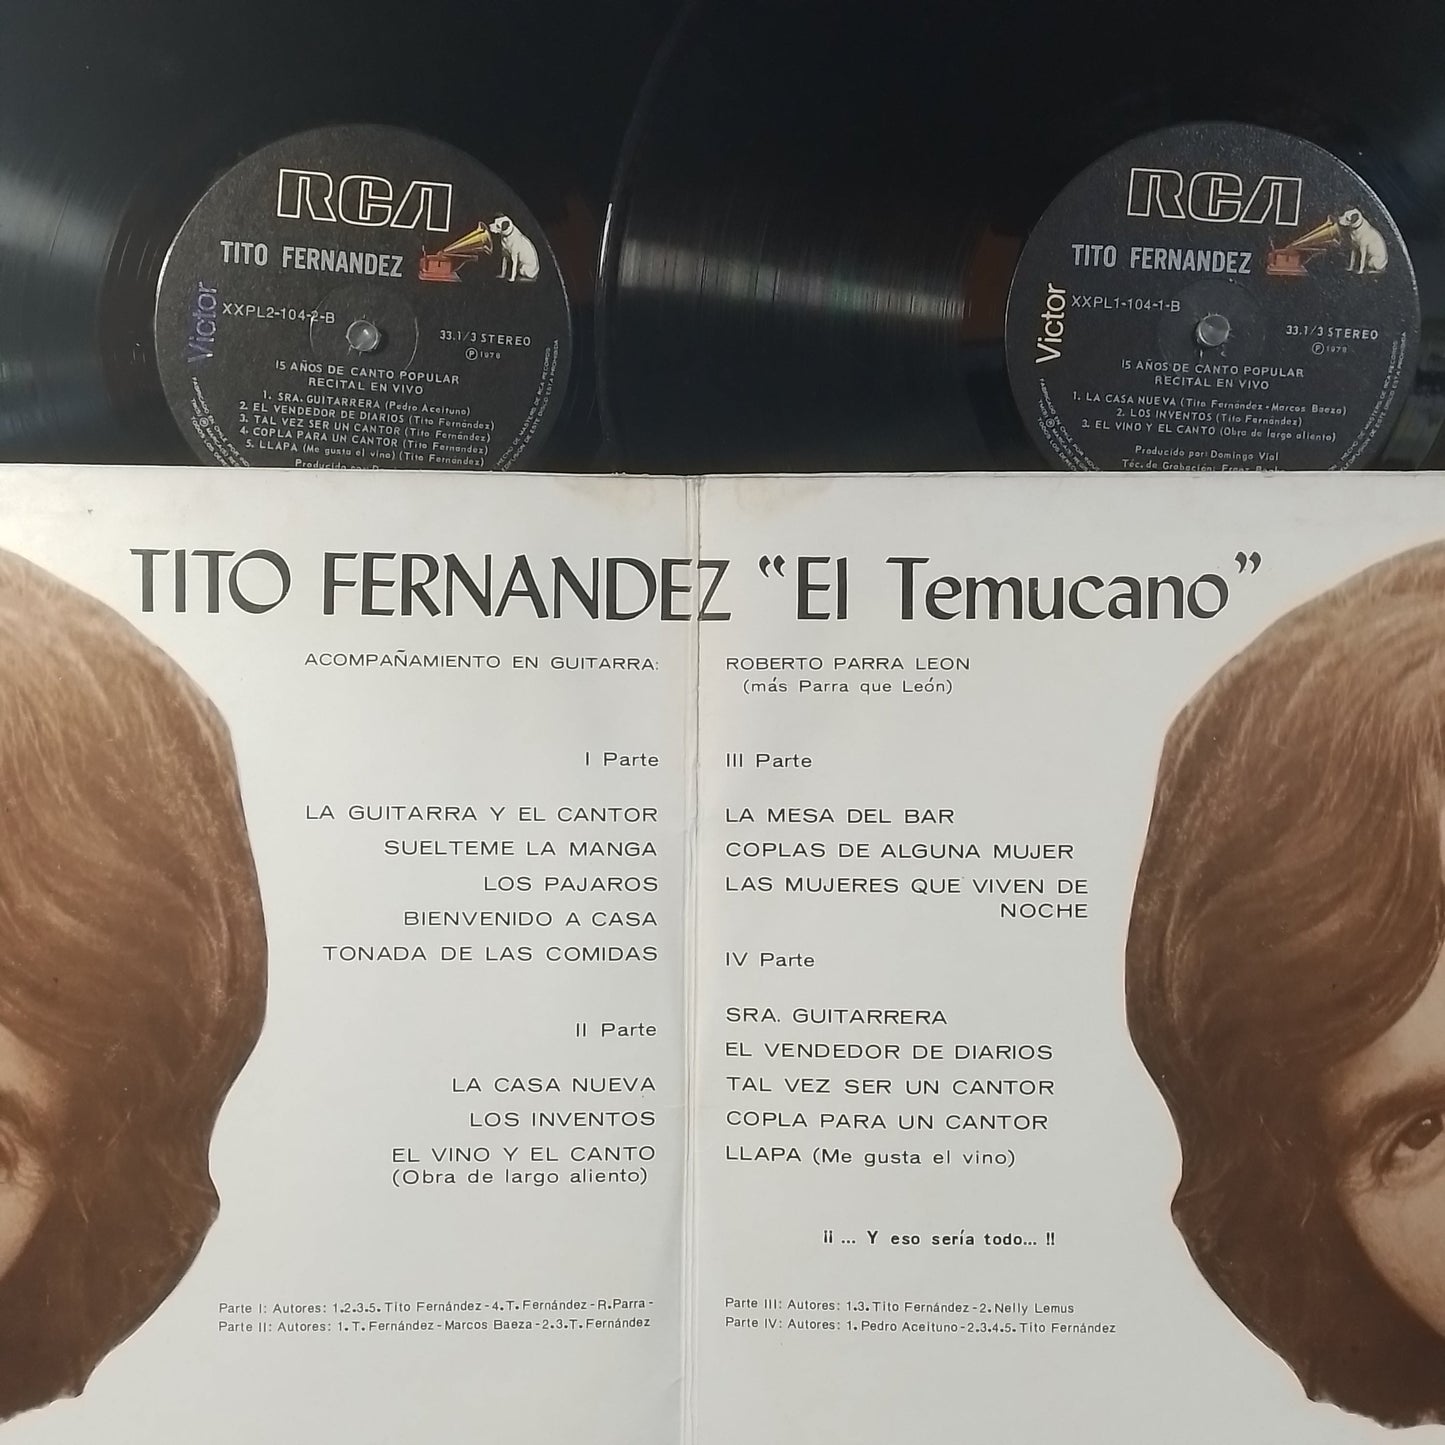 RCA
TITO FERNANDEZ
Victor
XXPL2-104-2-B
33.1/3 STEREO
Ⓟ 1978
15 AÑOS DE CANTO POPULAR
RECITAL EN VIVO
1. SRA. GUITARRERA (Pedro Aceituno)
2. EL VENDEDOR DE DIARIOS (Tito Fernández)
3. TAL VEZ SER UN CANTOR (Tito Fernández)
4. COPLA PARA UN CANTOR (Tito Fernández)
5. LLAPA (Me gusta el vino) (Tito Fernández)
Producido por
RCA
TITO FERNANDEZ
Victor
XXPL1-104-1-B
33.1/3 STEREO
Ⓟ 1978
15 AÑOS DE CANTO POPULAR
RECITAL EN VIVO
1. LA CASA NUEVA (Tito Fernández - Marcos Baeza)
2. LOS INVENTOS (Tito Fernández)
3. EL VINO Y EL CANTO (Obra de largo aliento)
Producido por: Domingo Vial
Téc. de Grabación: Franz
TITO FERNANDEZ "El Temucano"
ACOMPAÑAMIENTO EN GUITARRA:
I Parte
LA GUITARRA Y EL CANTOR
SUELTEME LA MANGA
LOS PAJAROS
BIENVENIDO A CASA
TONADA DE LAS COMIDAS
II Parte
LA CASA NUEVA
LOS INVENTOS
EL VINO Y EL CANTO
(Obra de largo aliento)
Parte I: Autores: 1.2.3.5. Tito Fernández - 4. T. Fernández - R. Parra -
Parte II: Autores: 1. T. Fernández - Marcos Baeza - 2.3. T. Fernández
ROBERTO PARRA LEON
(más Parra que León)
III Parte
LA MESA DEL BAR
COPLAS DE ALGUNA MUJER
LAS MUJERES QUE VIVEN DE
NOCHE
IV Parte
SRA. GUITARRERA
EL VENDEDOR DE DIARIOS
TAL VEZ SER UN CANTOR
COPLA PARA UN CANTOR
LLAPA (Me gusta el vino)
¡¡ ... Y eso sería todo... !!
Parte III: Autores: 1.3. Tito Fernández - 2. Nelly Lemus
Parte IV: Autores: 1. Pedro Aceituno - 2.3.4.5. Tito Fernández